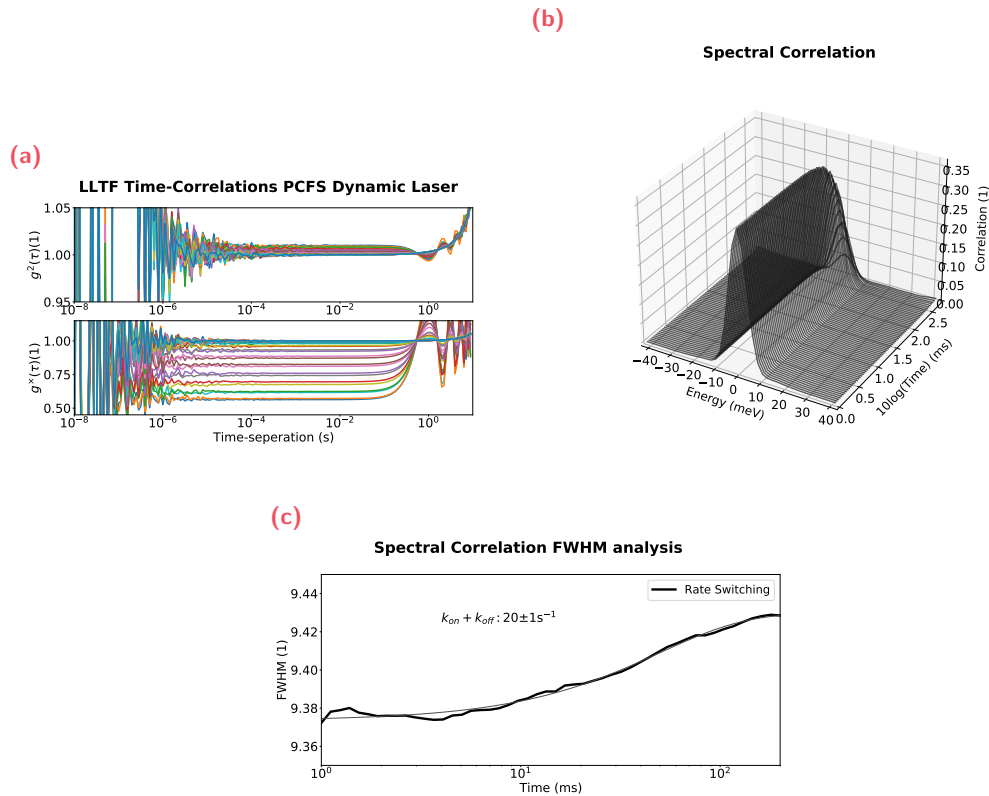 (a)
LLTF Time-Correlations PCFS Dynamic Laser
g²(τ)(1)
1.05
1.00
0.95
10⁻⁸ 10⁻⁶ 10⁻⁴ 10⁻² 10⁰
gˣ(τ)(1)
1.00
0.75
0.50
10⁻⁸ 10⁻⁶ 10⁻⁴ 10⁻² 10⁰
Time-seperation (s)
(b)
Spectral Correlation
0.35
0.30
0.25
0.20
0.15
0.10
0.05
0.00
Correlation (1)
−40 −30 −20 −10 0 10 20 30 40
Energy (meV)
0.0 0.5 1.0 1.5 2.0 2.5
10log(Time) (ms)
(c)
Spectral Correlation FWHM analysis
FWHM (1)
9.44
9.42
9.40
9.38
9.36
Rate Switching
k_on + k_off : 20±1s⁻¹
10⁰ 10¹ 10²
Time (ms)